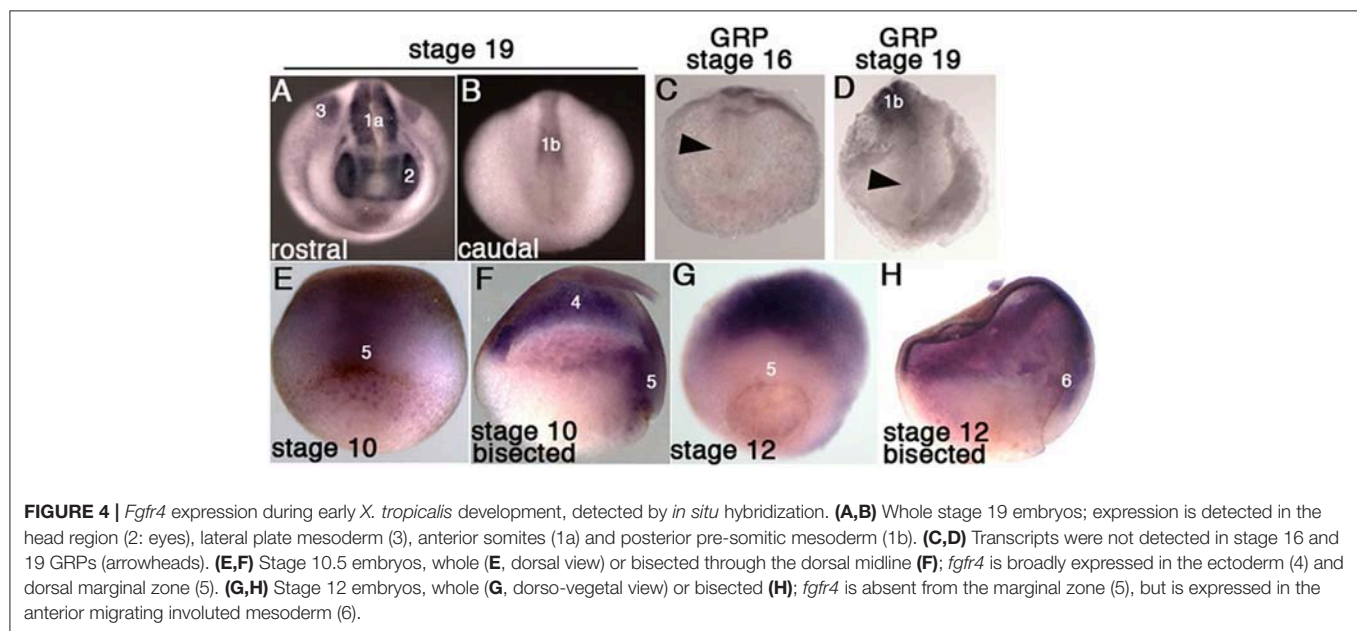 stage 19
GRP
stage 16
GRP
stage 19
A
3
1a
2
rostral
B
1b
caudal
C
D
1b
E
5
stage 10
F
4
5
stage 10
bisected
G
5
stage 12
H
6
stage 12
bisected
FIGURE 4 | Fgfr4 expression during early X. tropicalis development, detected by in situ hybridization. (A,B) Whole stage 19 embryos; expression is detected in the
head region (2: eyes), lateral plate mesoderm (3), anterior somites (1a) and posterior pre-somitic mesoderm (1b). (C,D) Transcripts were not detected in stage 16 and
19 GRPs (arrowheads). (E,F) Stage 10.5 embryos, whole (E, dorsal view) or bisected through the dorsal midline (F); fgfr4 is broadly expressed in the ectoderm (4) and
dorsal marginal zone (5). (G,H) Stage 12 embryos, whole (G, dorso-vegetal view) or bisected (H); fgfr4 is absent from the marginal zone (5), but is expressed in the
anterior migrating involuted mesoderm (6).